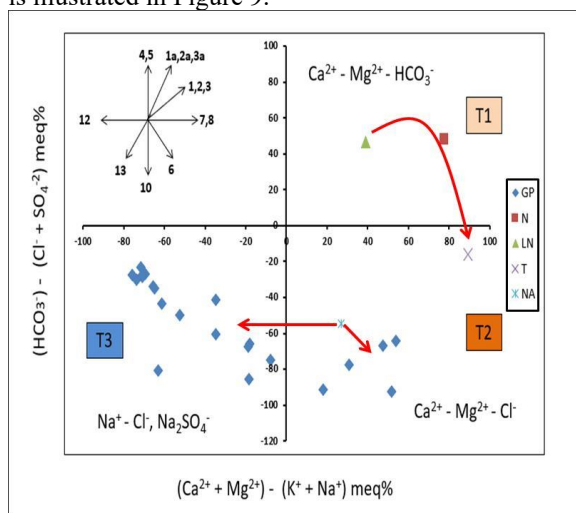 is illustrated in Figure 9.
100
80
60
40
20
0
-20
-40
-60
-80
-100
-120
-100 -80 -60 -40 -20 0 20 40 60 80 100
4,5 1a,2a,3a
1,2,3
12 7,8
13 10 6
Ca²⁺ - Mg²⁺ - HCO₃⁻
T1
GP
N
LN
T
NA
T3
T2
Na⁺ - Cl⁻, Na₂SO₄⁻
Ca²⁺ - Mg²⁺ - Cl⁻
(HCO₃⁻) - (Cl⁻ + SO₄⁻²) meq%
(Ca²⁺ + Mg²⁺) - (K⁺ + Na⁺) meq%